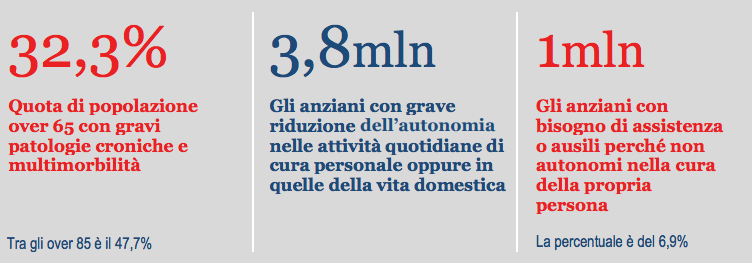 32,3%
Quota di popolazione
over 65 con gravi
patologie croniche e
multimorbilità
Tra gli over 85 è il 47,7%
3,8mln
Gli anziani con grave
riduzione dell'autonomia
nelle attività quotidiane di
cura personale oppure in
quelle della vita domestica
1mln
Gli anziani con
bisogno di assistenza
o ausili perché non
autonomi nella cura
della propria
persona
La percentuale è del 6,9%